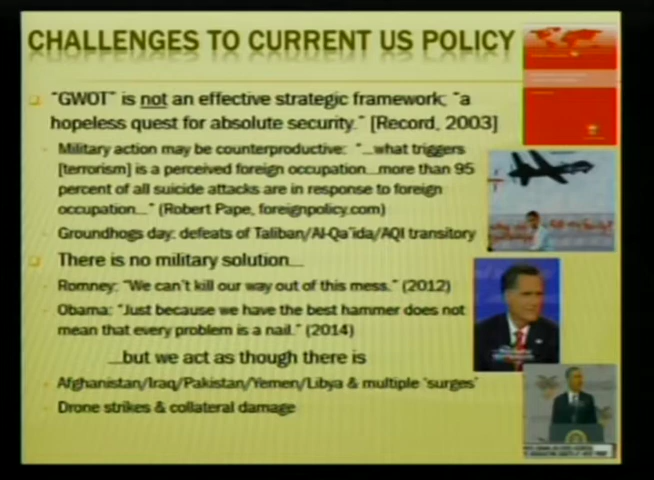 CHALLENGES TO CURRENT US POLICY
"GWOT" is not an effective strategic framework; "a
hopeless quest for absolute security." [Record, 2003]
Military action may be counterproductive: "...what triggers
[terrorism] is a perceived foreign occupation...more than 95
percent of all suicide attacks are in response to foreign
occupation..." (Robert Pape, foreignpolicy.com)
Groundhogs day: defeats of Taliban/Al-Qa'ida/AQI transitory
There is no military solution...
Romney: "We can't kill our way out of this mess." (2012)
Obama: "Just because we have the best hammer does not
mean that every problem is a nail." (2014)
...but we act as though there is
Afghanistan/Iraq/Pakistan/Yemen/Libya & multiple 'surges'
Drone strikes & collateral damage